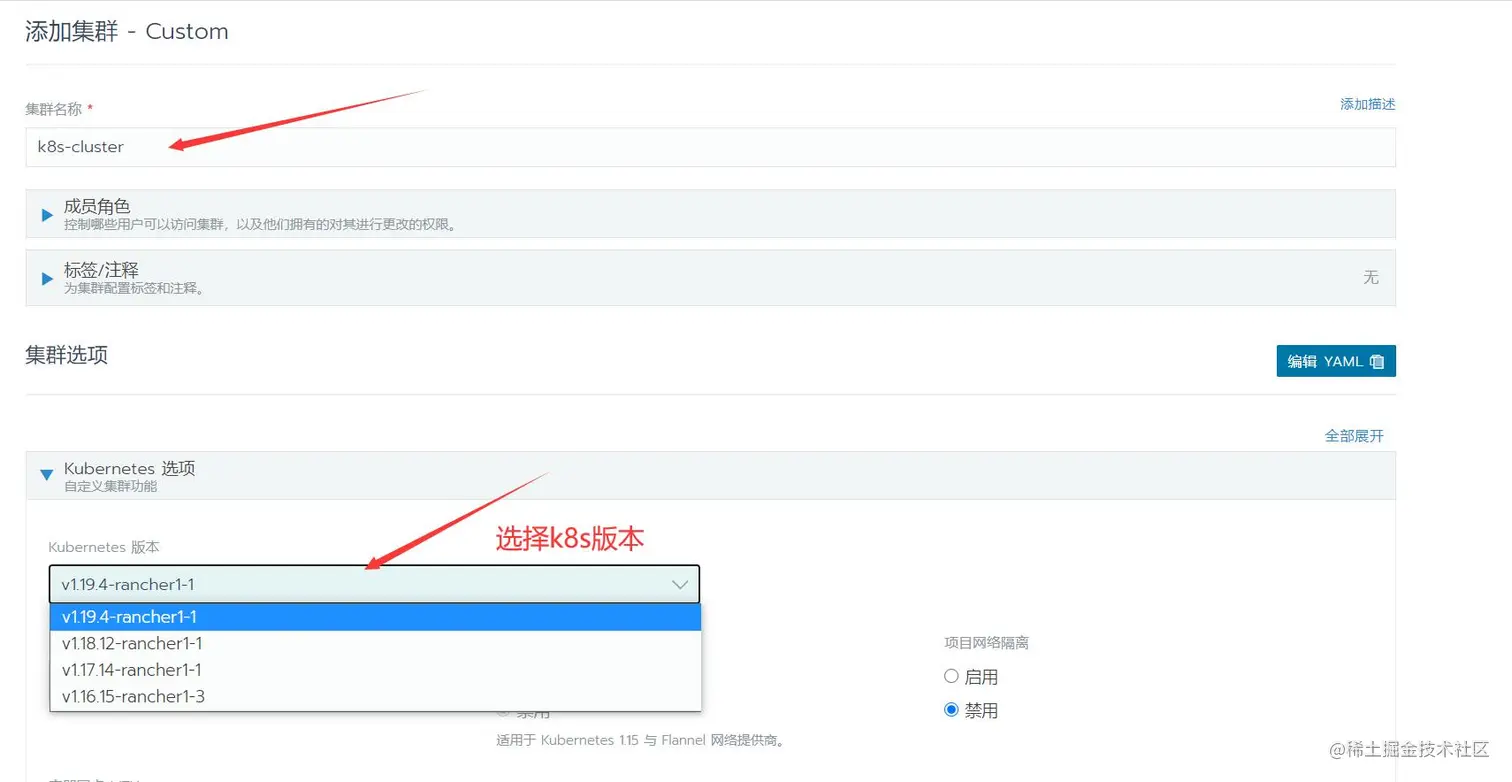 添加集群 - Custom
集群名称 *
添加描述
k8s-cluster
成员角色
控制哪些用户可以访问集群，以及他们拥有的对其进行更改的权限。
标签/注释
为集群配置标签和注释。
无
集群选项
编辑 YAML
全部展开
Kubernetes 选项
自定义集群功能
Kubernetes 版本
选择k8s版本
v1.19.4-rancher1-1
v1.19.4-rancher1-1
v1.18.12-rancher1-1
v1.17.14-rancher1-1
v1.16.15-rancher1-3
项目网络隔离
启用
禁用
禁用
适用于 Kubernetes 1.15 与 Flannel 网络提供商。
@稀土掘金技术社区